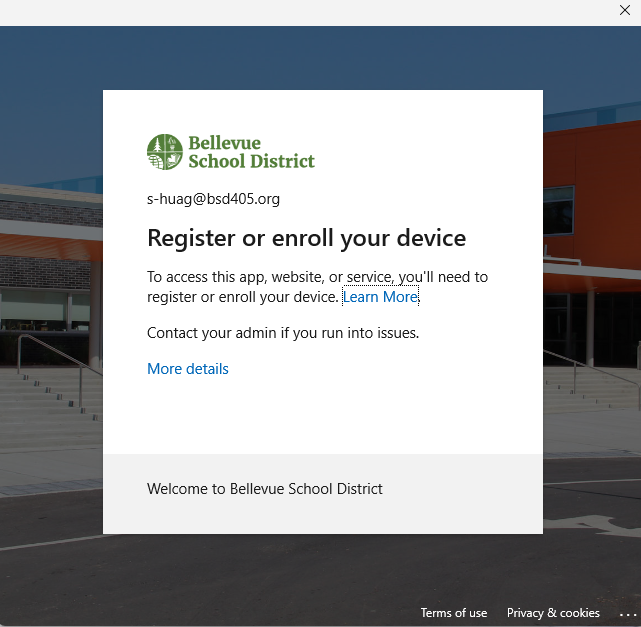 Bellevue
School District
s-huag@bsd405.org
Register or enroll your device
To access this app, website, or service, you'll need to
register or enroll your device. Learn More.
Contact your admin if you run into issues.
More details
Welcome to Bellevue School District
Terms of use Privacy & cookies ...